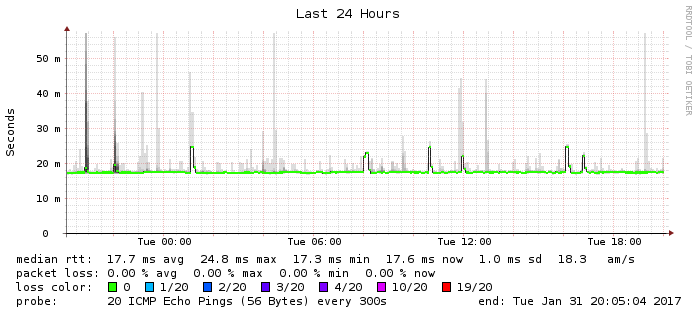 Last 24 Hours
RRDTOOL / TOBI OETIKER
Seconds
50 m
40 m
30 m
20 m
10 m
0
Tue 00:00 Tue 06:00 Tue 12:00 Tue 18:00
median rtt: 17.7 ms avg 24.8 ms max 17.3 ms min 17.6 ms now 1.0 ms sd 18.3 am/s
packet loss: 0.00 % avg 0.00 % max 0.00 % min 0.00 % now
loss color: 0 1/20 2/20 3/20 4/20 10/20 19/20
probe: 20 ICMP Echo Pings (56 Bytes) every 300s end: Tue Jan 31 20:05:04 2017